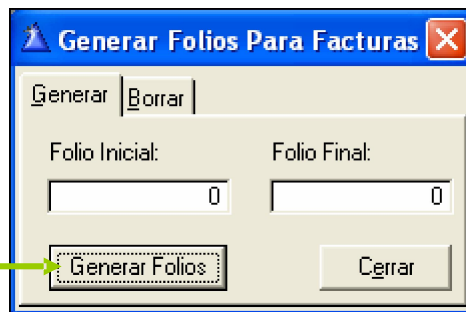 Generar Folios Para Facturas
Generar Borrar
Folio Inicial: Folio Final:
0 0
Generar Folios Cerrar